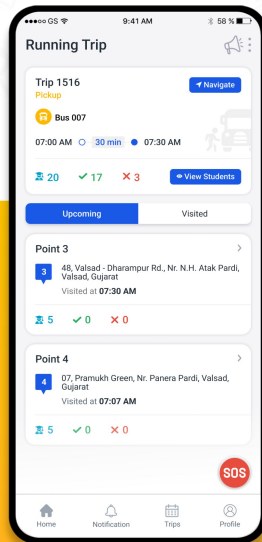 GS 9:41 AM 58 %
Running Trip
Trip 1516
Pickup
Navigate
Bus 007
07:00 AM 30 min 07:30 AM
20 17 3 View Students
Upcoming Visited
Point 3
3
48, Valsad - Dharampur Rd., Nr. N.H. Atak Pardi,
Valsad, Gujarat
Visited at 07:30 AM
5 0 0
Point 4
4
07, Pramukh Green, Nr. Panera Pardi, Valsad,
Gujarat
Visited at 07:07 AM
5 0 0
SOS
Home Notification Trips Profile